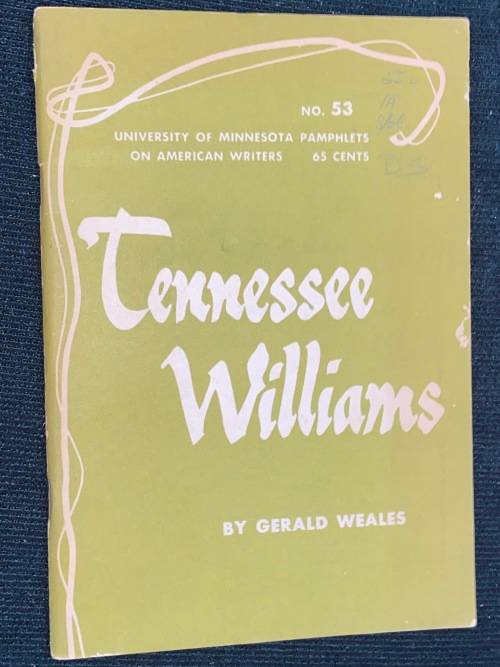 NO. 53
UNIVERSITY OF MINNESOTA PAMPHLETS
ON AMERICAN WRITERS 65 CENTS
Tennessee
Williams
BY GERALD WEALES